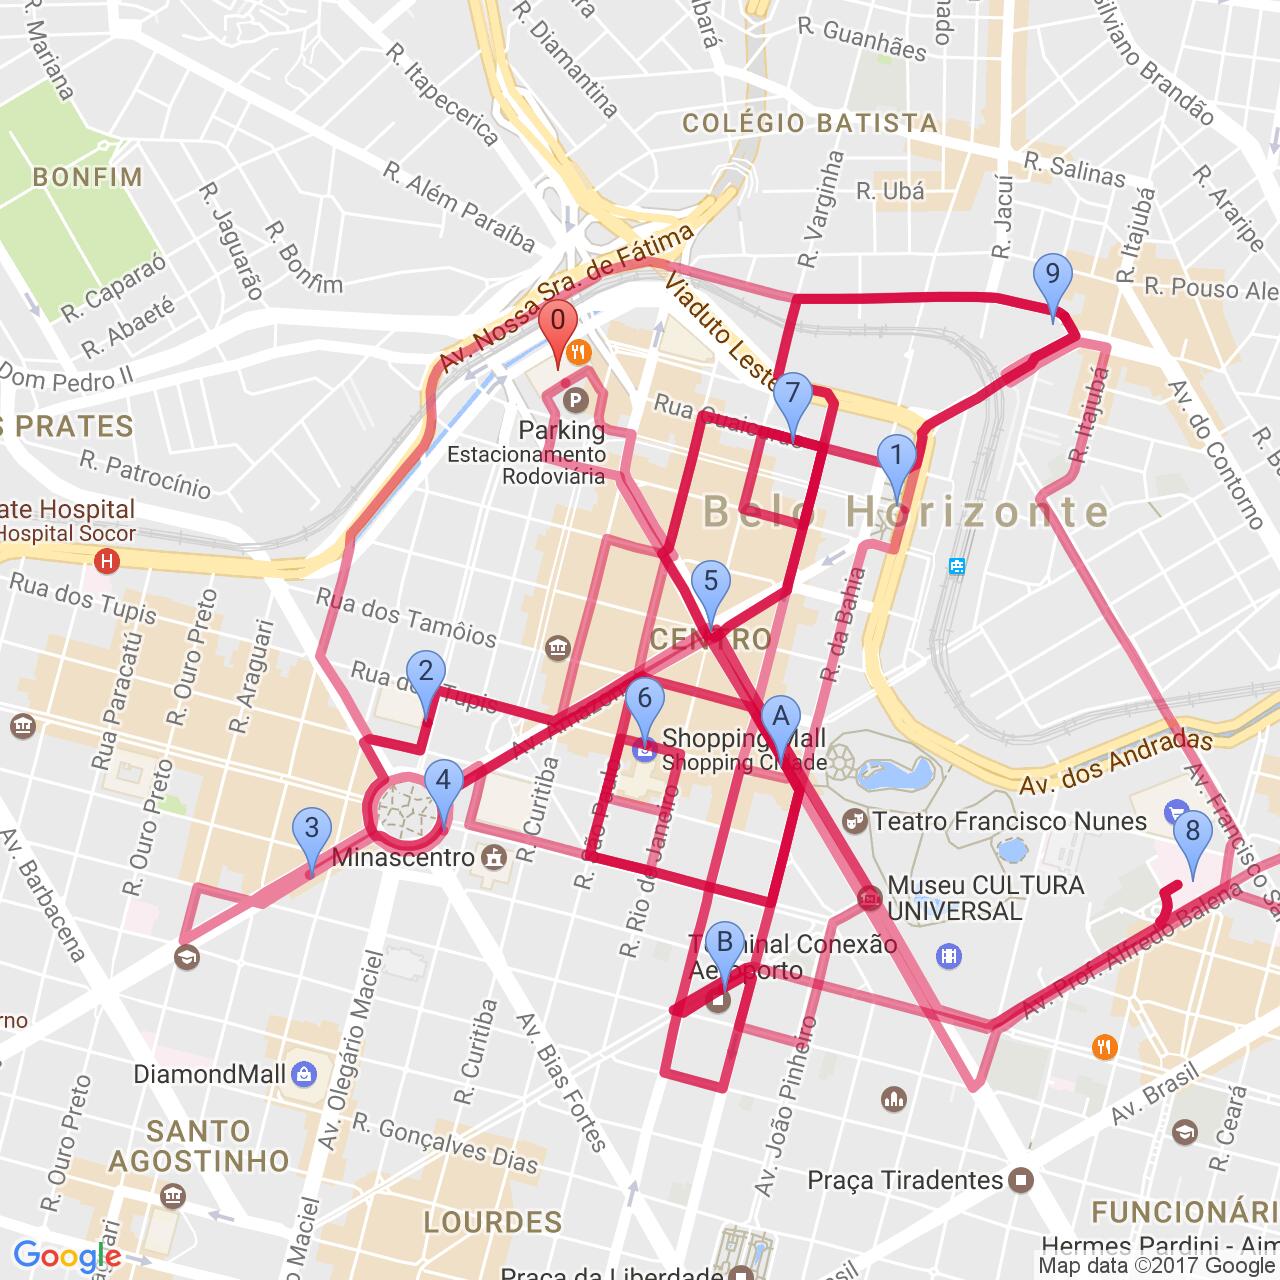 R. Mariana
R. Itapecerica
R. Diamantina
R. Guanhães
Silviano Brandão
COLÉGIO BATISTA
BONFIM
R. Além Paraíba
R. Jaguarão
R. Bonfim
R. Ubá
R. Varginha
R. Jacuí
R. Salinas
R. Itajubá
R. Araripe
R. Caparaó
R. Abaeté
Av. Nossa Sra. de Fátima
Viaduto Leste
9
R. Pouso Ale
0
Dom Pedro II
S PRATES
R. Patrocínio
P
Parking
Estacionamento
Rodoviária
Rua Guaicurus
7
1
R. Itajubá
Av. do Contorno
Belo Horizonte
ate Hospital
Hospital Socor
H
Rua dos Tupis
R. Ouro Preto
R. Araguari
Rua Paracatú
Rua dos Tamóios
Rua dos Tupis
2
5
CENTRO
R. da Bahia
6
A
Shopping Mall
Shopping Cidade
Av. Amazon
Av. dos Andradas
R. Ouro Preto
4
3
Minascentro
R. Curitiba
R. São Paulo
R. Rio de Janeiro
Teatro Francisco Nunes
Av. Francisco Sa
8
Museu CULTURA
UNIVERSAL
Av. Prof. Alfredo Balena
Av. Barbacena
B
Terminal Conexão
Aeroporto
rno
DiamondMall
Av. Olegário Maciel
R. Curitiba
Av. Bias Fortes
Av. João Pinheiro
Av. Brasil
R. Ceará
R. Ouro Preto
SANTO
AGOSTINHO
R. Gonçalves Dias
LOURDES
Praça Tiradentes
FUNCIONÁRI
Hermes Pardini - Aim
Maciel
Praça da Liberdade
Google
Map data ©2017 Google